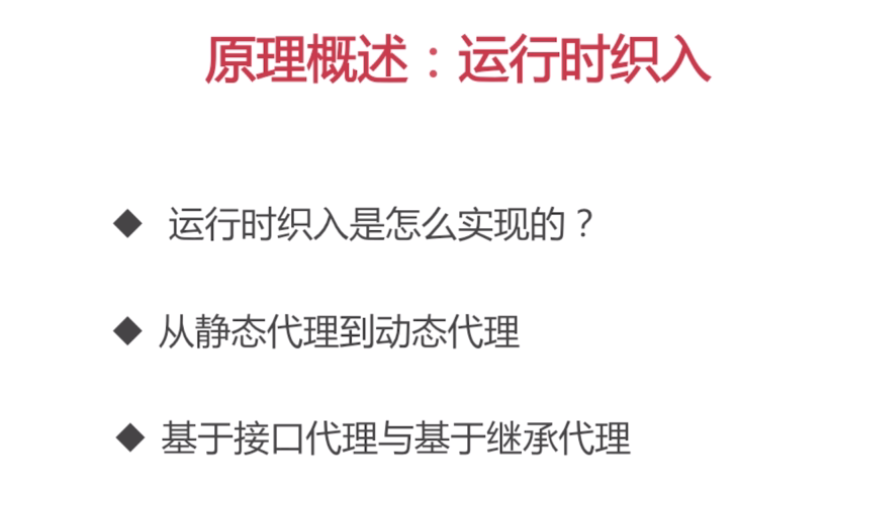 原理概述：运行时织入
◆ 运行时织入是怎么实现的？
◆ 从静态代理到动态代理
◆ 基于接口代理与基于继承代理